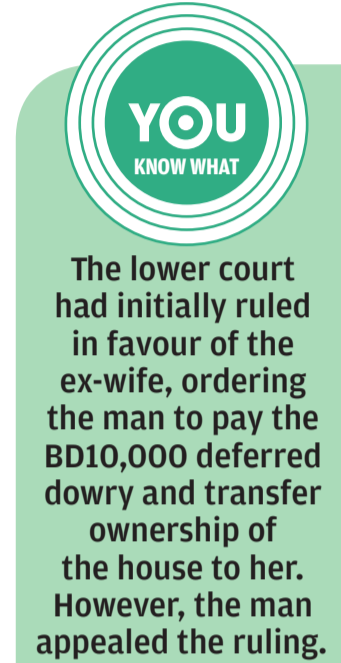 YOU
KNOW WHAT
The lower court
had initially ruled
in favour of the
ex-wife, ordering
the man to pay the
BD10,000 deferred
dowry and transfer
ownership of
the house to her.
However, the man
appealed the ruling.